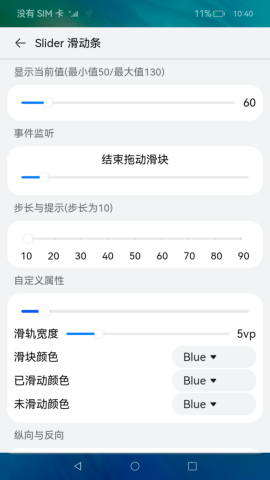 没有 SIM 卡 11% 10:40
Slider 滑动条
显示当前值(最小值50/最大值130)
60
事件监听
结束拖动滑块
步长与提示(步长为10)
10 20 30 40 50 60 70 80 90
自定义属性
滑轨宽度 5vp
滑块颜色 Blue
已滑动颜色 Blue
未滑动颜色 Blue
纵向与反向